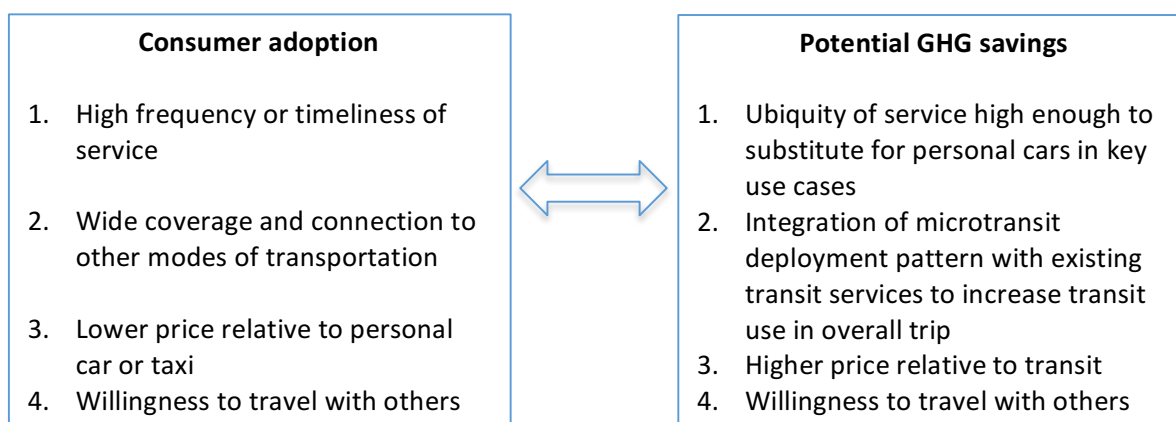 Consumer adoption
1. High frequency or timeliness of
service
2. Wide coverage and connection to
other modes of transportation
3. Lower price relative to personal
car or taxi
4. Willingness to travel with others
Potential GHG savings
1. Ubiquity of service high enough to
substitute for personal cars in key
use cases
2. Integration of microtransit
deployment pattern with existing
transit services to increase transit
use in overall trip
3. Higher price relative to transit
4. Willingness to travel with others